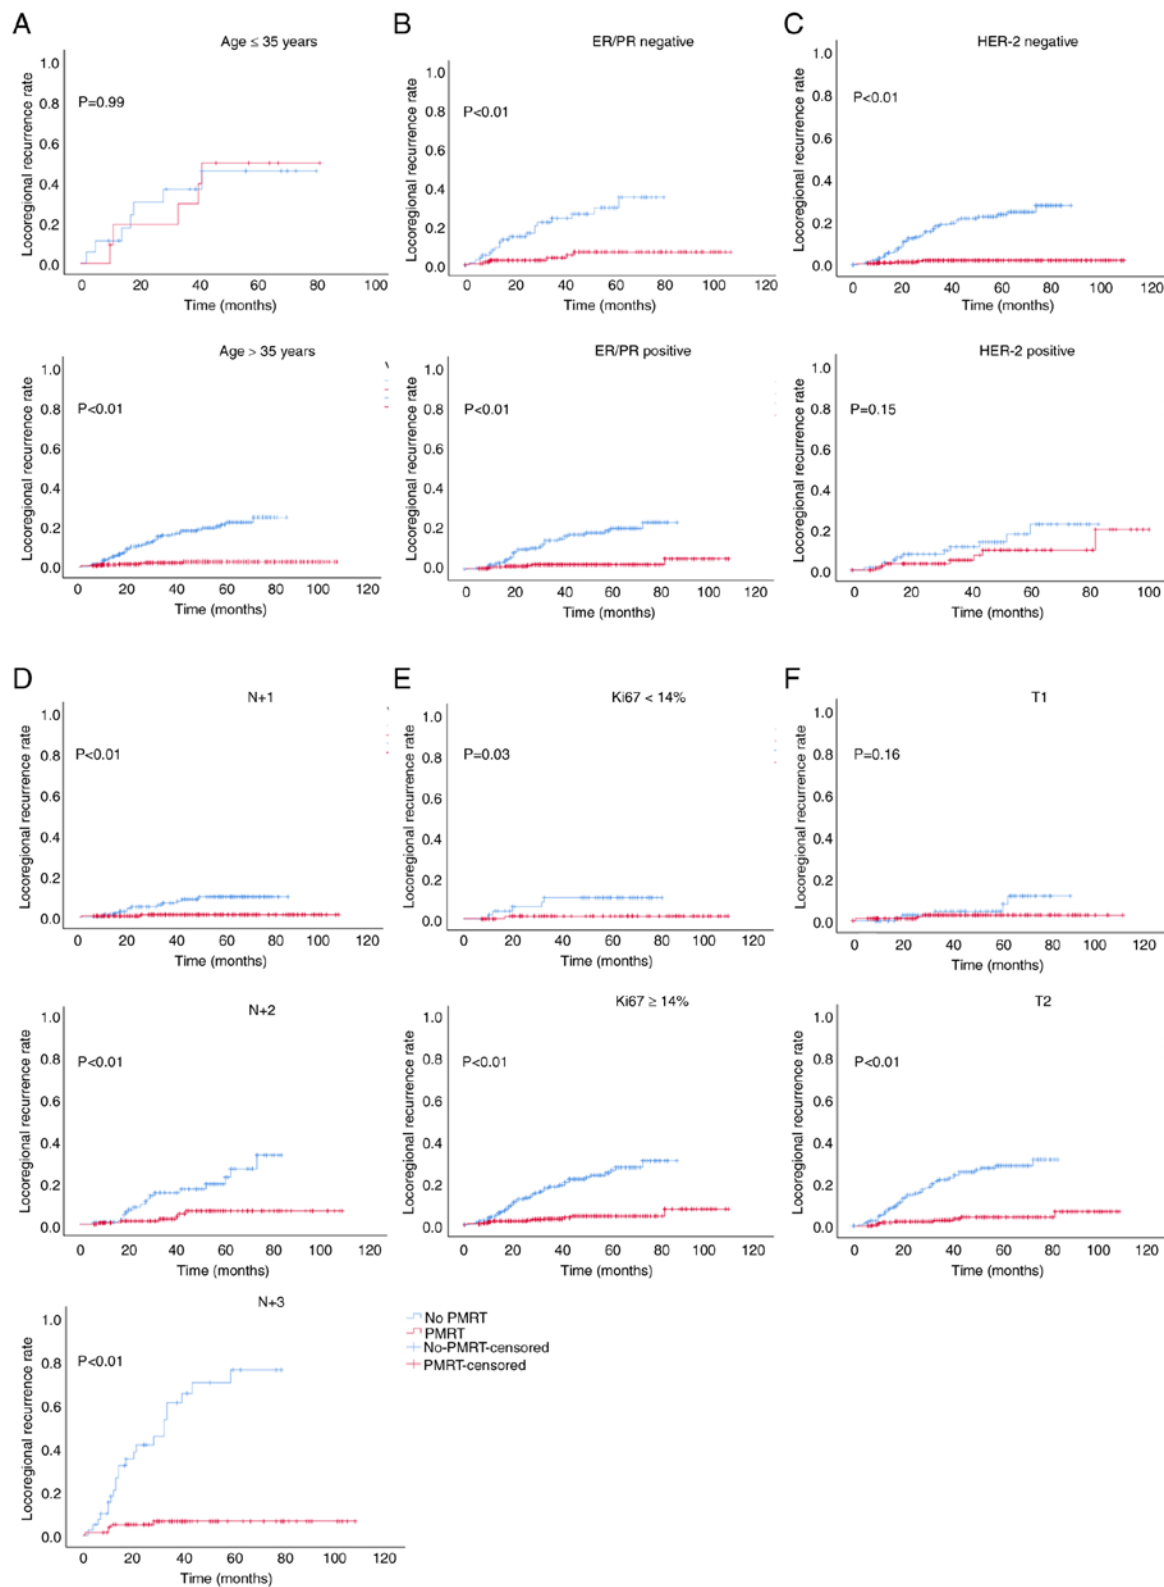 A
Age ≤ 35 years
Locoregional recurrence rate
1.0
0.8
0.6
0.4
0.2
0.0
P=0.99
0 20 40 60 80 100
Time (months)
B
ER/PR negative
Locoregional recurrence rate
1.0
0.8
0.6
0.4
0.2
0.0
P<0.01
0 20 40 60 80 100 120
Time (months)
C
HER-2 negative
Locoregional recurrence rate
1.0
0.8
0.6
0.4
0.2
0.0
P<0.01
0 20 40 60 80 100 120
Time (months)
Age > 35 years
Locoregional recurrence rate
1.0
0.8
0.6
0.4
0.2
0.0
P<0.01
0 20 40 60 80 100 120
Time (months)
ER/PR positive
Locoregional recurrence rate
1.0
0.8
0.6
0.4
0.2
0.0
P<0.01
0 20 40 60 80 100 120
Time (months)
HER-2 positive
Locoregional recurrence rate
1.0
0.8
0.6
0.4
0.2
0.0
P=0.15
0 20 40 60 80 100
Time (months)
D
N+1
Locoregional recurrence rate
1.0
0.8
0.6
0.4
0.2
0.0
P<0.01
0 20 40 60 80 100 120
Time (months)
E
Ki67 < 14%
Locoregional recurrence rate
1.0
0.8
0.6
0.4
0.2
0.0
P=0.03
0 20 40 60 80 100 120
Time (months)
F
T1
Locoregional recurrence rate
1.0
0.8
0.6
0.4
0.2
0.0
P=0.16
0 20 40 60 80 100 120
Time (months)
N+2
Locoregional recurrence rate
1.0
0.8
0.6
0.4
0.2
0.0
P<0.01
0 20 40 60 80 100 120
Time (months)
Ki67 ≥ 14%
Locoregional recurrence rate
1.0
0.8
0.6
0.4
0.2
0.0
P<0.01
0 20 40 60 80 100 120
Time (months)
T2
Locoregional recurrence rate
1.0
0.8
0.6
0.4
0.2
0.0
P<0.01
0 20 40 60 80 100 120
Time (months)
N+3
Locoregional recurrence rate
1.0
0.8
0.6
0.4
0.2
0.0
P<0.01
0 20 40 60 80 100 120
Time (months)
No PMRT
PMRT
No-PMRT-censored
PMRT-censored